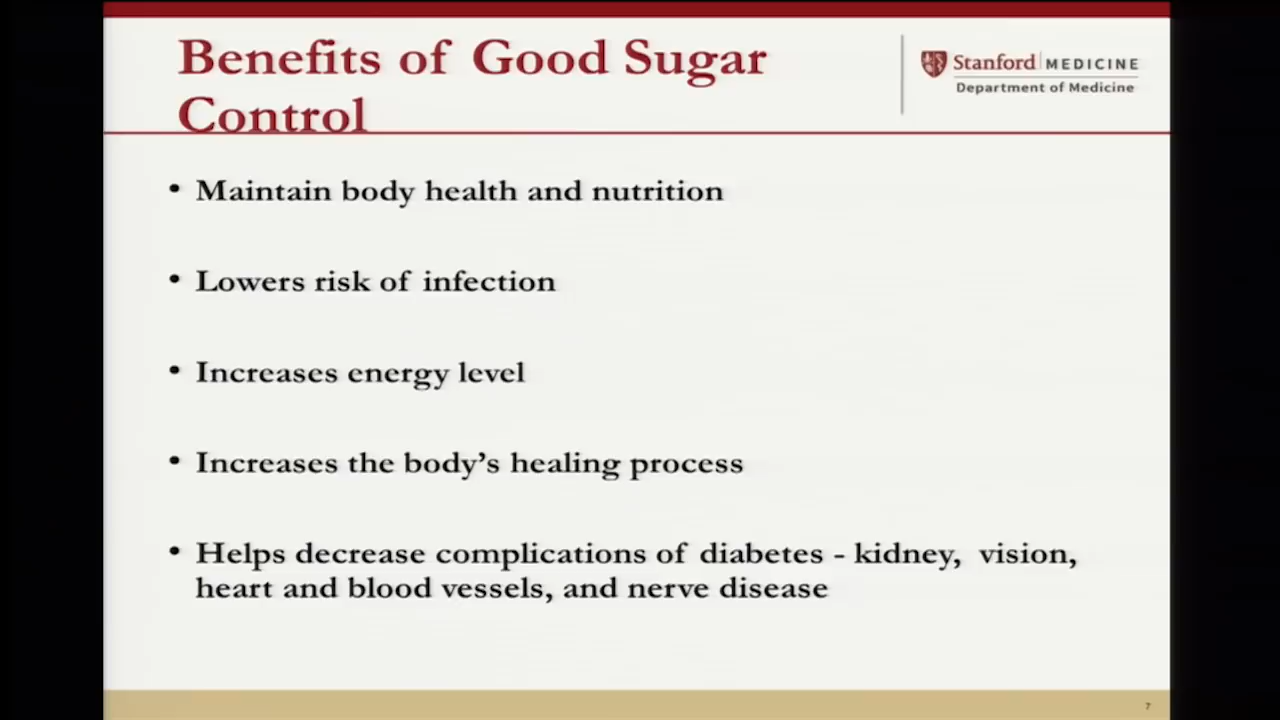 Benefits of Good Sugar
Control
Stanford MEDICINE
Department of Medicine
• Maintain body health and nutrition
• Lowers risk of infection
• Increases energy level
• Increases the body’s healing process
• Helps decrease complications of diabetes - kidney, vision,
heart and blood vessels, and nerve disease
7